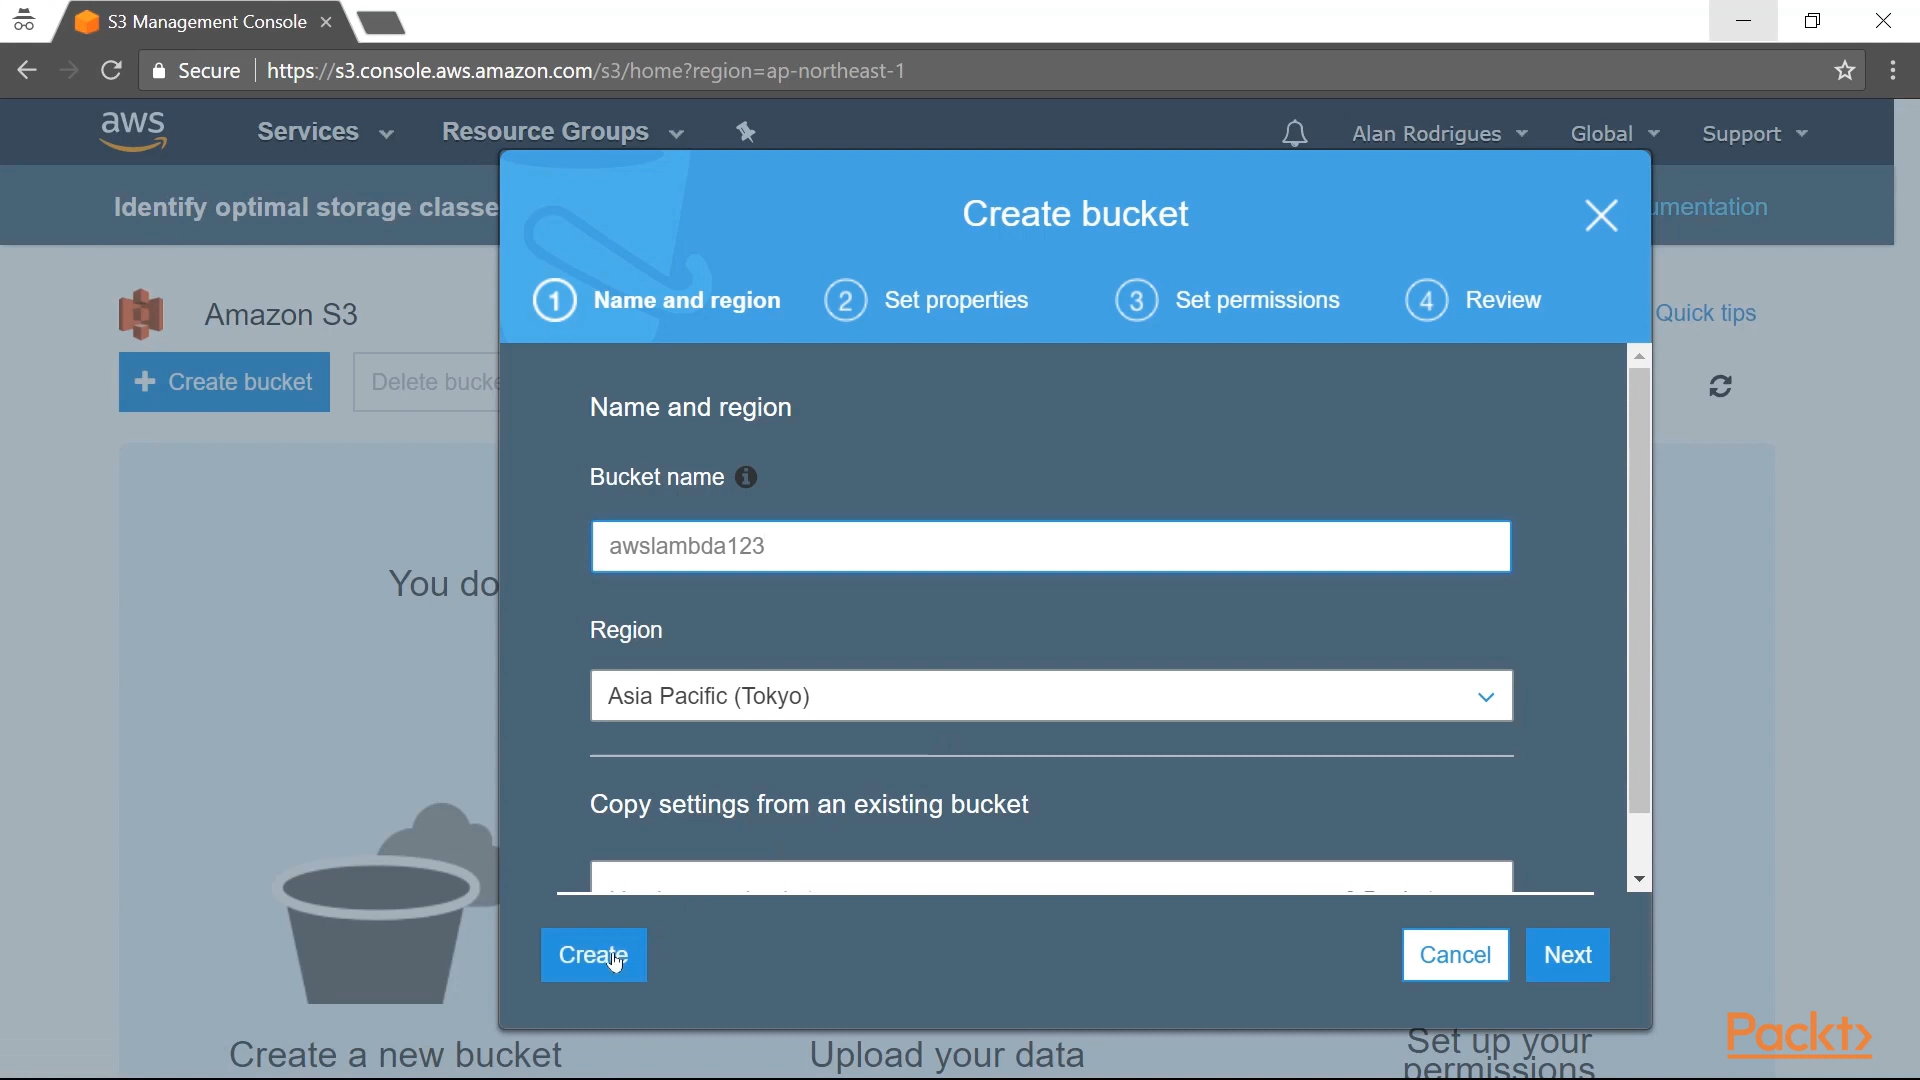 S3 Management Console
Secure
https://s3.console.aws.amazon.com/s3/home?region=ap-northeast-1
aws
Services
Resource Groups
Alan Rodrigues
Global
Support
Identify optimal storage classe
umentation
Create bucket
1 Name and region
2 Set properties
3 Set permissions
4 Review
Amazon S3
Quick tips
Create bucket
Delete bucke
Name and region
Bucket name
awslambda123
You do
Region
Asia Pacific (Tokyo)
Copy settings from an existing bucket
Create
Cancel
Next
Create a new bucket
Upload your data
Set up your
permissions
Packt>